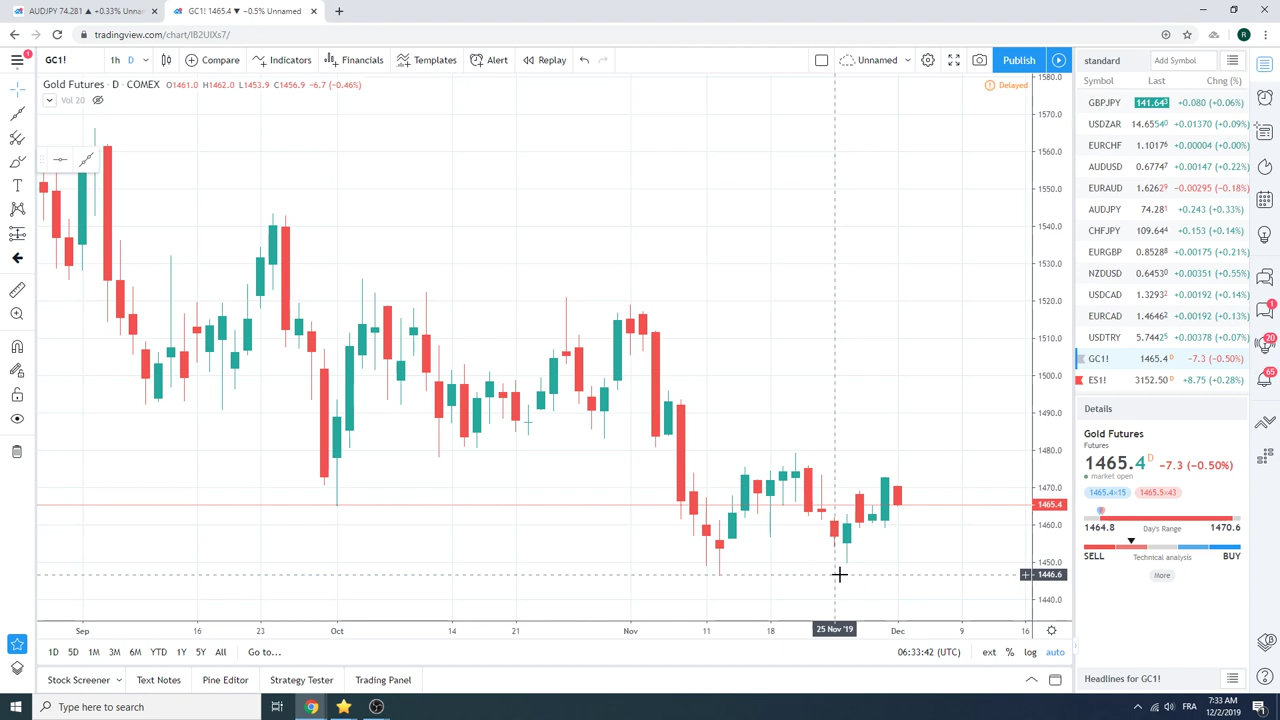 AUDJPY 74.281 ▲ +0.33% Unna
GC1! 1465.4 ▼ −0.5% Unnamed
tradingview.com/chart/IB2UIXs7/
R
1
GC1!
1h
D
Compare
Indicators
Financials
Templates
Alert
Replay
Unnamed
Publish
Gold Futures · D · COMEX O1461.0 H1462.0 L1453.9 C1456.9 −6.7 (−0.46%)
Delayed
Vol 20
1580.0
1570.0
1560.0
1550.0
1540.0
1530.0
1520.0
1510.0
1500.0
1490.0
1480.0
1470.0
1465.4
1460.0
1450.0
1446.6
1440.0
Sep 16 23 Oct 14 21 Nov 11 18 25 Nov '19 Dec 9 16
1D 5D 1M 3M 6M YTD 1Y 5Y All Go to...
06:33:42 (UTC) ext % log auto
Stock Screener Text Notes Pine Editor Strategy Tester Trading Panel
standard
Add Symbol
Symbol Last Chng (%)
GBPJPY 141.643 +0.080 (+0.06%)
USDZAR 14.65540 +0.01370 (+0.09%)
EURCHF 1.10176 +0.00004 (+0.00%)
AUDUSD 0.67747 +0.00147 (+0.22%)
EURAUD 1.62629 −0.00295 (−0.18%)
AUDJPY 74.281 +0.243 (+0.33%)
CHFJPY 109.644 +0.153 (+0.14%)
EURGBP 0.85288 +0.00175 (+0.21%)
NZDUSD 0.64530 +0.00351 (+0.55%)
USDCAD 1.32932 +0.00192 (+0.14%)
EURCAD 1.46462 +0.00192 (+0.13%)
USDTRY 5.74425 +0.00378 (+0.07%)
GC1! 1465.4 D −7.3 (−0.50%)
ES1! 3152.50 D +8.75 (+0.28%)
Details
Gold Futures
Futures
1465.4 D −7.3 (−0.50%)
market open
1465.4×15 1465.5×43
1464.8 Day's Range 1470.6
SELL Technical analysis BUY
More
Headlines for GC1!
1
20
65
Type here to search
FRA
7:33 AM
12/2/2019
1